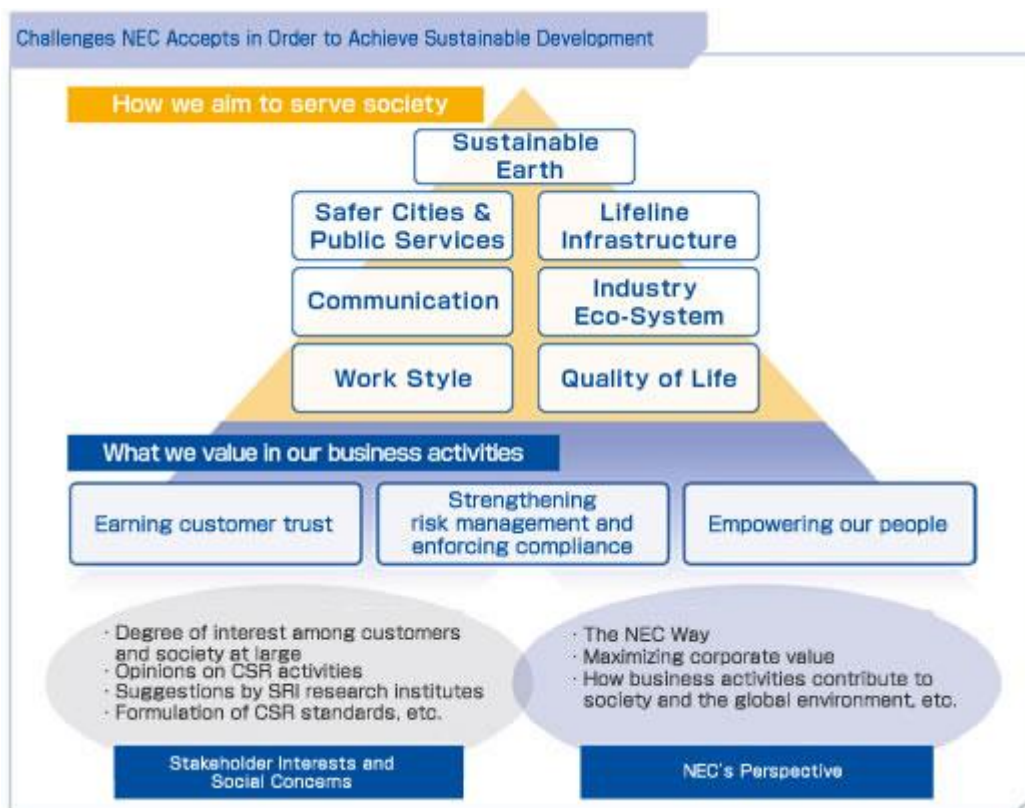 Challenges NEC Accepts in Order to Achieve Sustainable Development
How we aim to serve society
Sustainable
Earth
Safer Cities &
Public Services
Lifeline
Infrastructure
Communication
Industry
Eco-System
Work Style
Quality of Life
What we value in our business activities
Earning customer trust
Strengthening
risk management and
enforcing compliance
Empowering our people
· Degree of interest among customers
and society at large
· Opinions on CSR activities
· Suggestions by SRI research institutes
· Formulation of CSR standards, etc.
· The NEC Way
· Maximizing corporate value
· How business activities contribute to
society and the global environment, etc.
Stakeholder Interests and
Social Concerns
NEC's Perspective